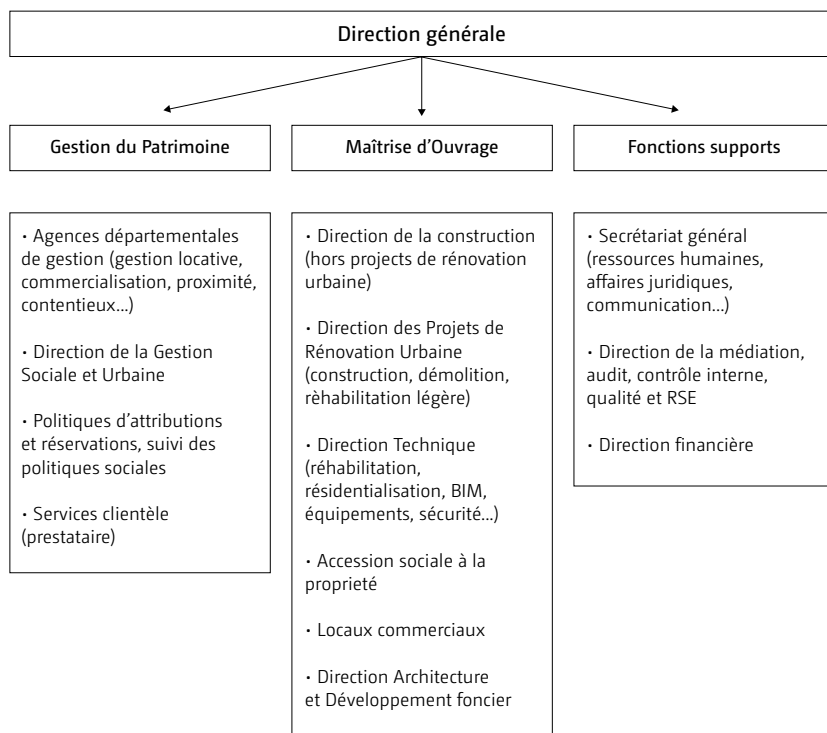 Direction générale
Gestion du Patrimoine
Maîtrise d'Ouvrage
Fonctions supports
· Agences départementales
de gestion (gestion locative,
commercialisation, proximité,
contentieux...)
· Direction de la Gestion
Sociale et Urbaine
· Politiques d'attributions
et réservations, suivi des
politiques sociales
· Services clientèle
(prestataire)
· Direction de la construction
(hors projects de rénovation
urbaine)
· Direction des Projets de
Rénovation Urbaine
(construction, démolition,
rèhabilitation légère)
· Direction Technique
(réhabilitation,
résidentialisation, BIM,
équipements, sécurité...)
· Accession sociale à la
proprieté
· Locaux commerciaux
· Direction Architecture
et Développement foncier
· Secrétariat général
(ressources humaines,
affaires juridiques,
communication...)
· Direction de la médiation,
audit, contrôle interne,
qualité et RSE
· Direction financière